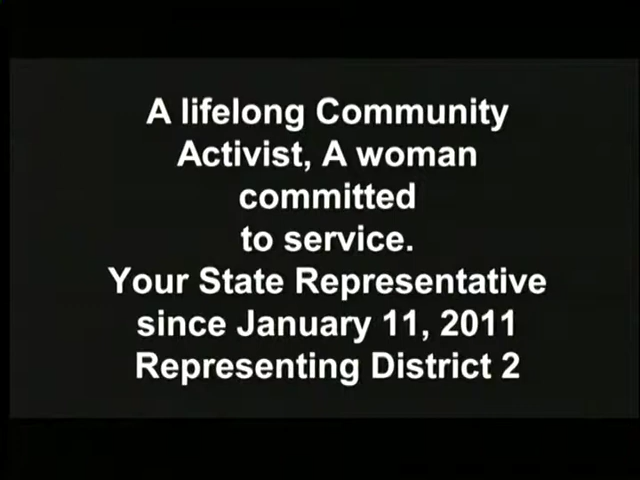 A lifelong Community
Activist, A woman
committed
to service.
Your State Representative
since January 11, 2011
Representing District 2